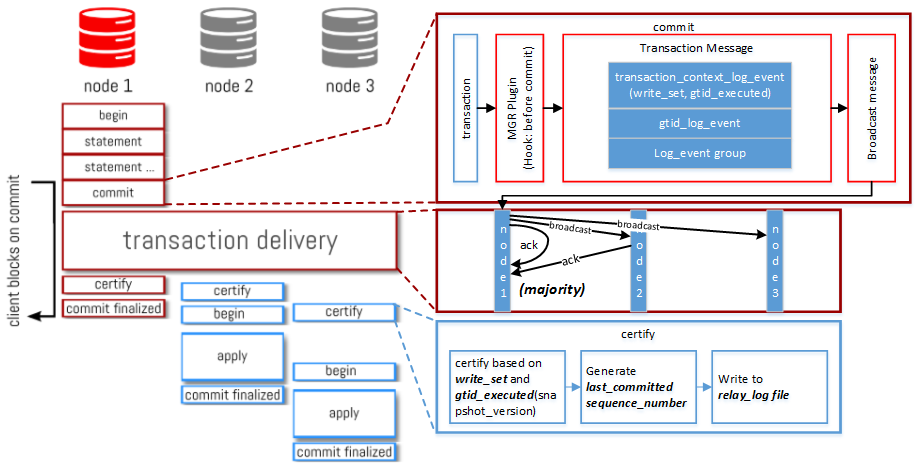 node 1
node 2
node 3
begin
statement
statement ...
commit
client blocks on commit
transaction delivery
certify
commit finalized
certify
begin
apply
commit finalized
certify
begin
apply
commit finalized
commit
transaction
MGR Plugin
(Hook: before commit)
Transaction Message
transaction_context_log_event
(write_set, gtid_executed)
gtid_log_event
Log_event group
Broadcast message
node1
node2
node3
broadcast
broadcast
ack
ack
(majority)
certify
certify based on
write_set and
gtid_executed(sna
pshot_version)
Generate
last_committed
sequence_number
Write to
relay_log file